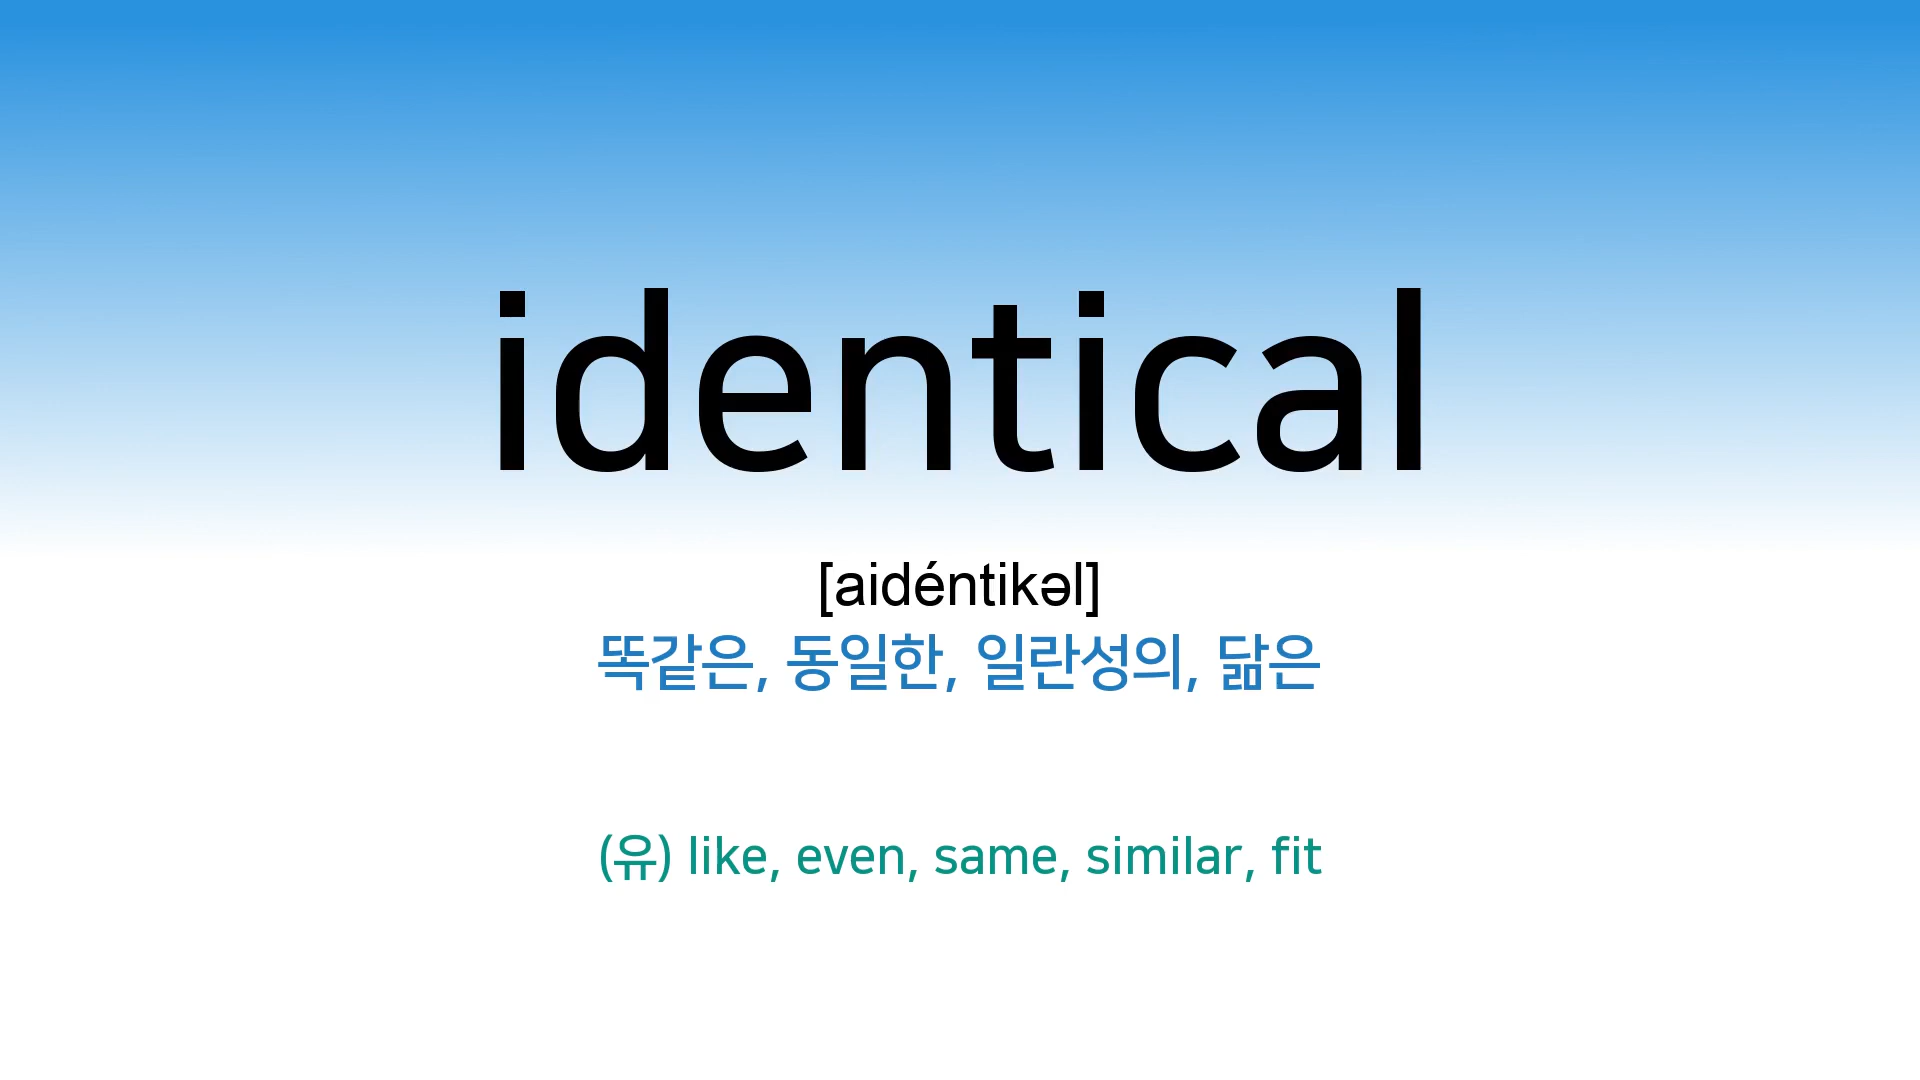 identical
[aidéntikəl]
똑같은, 동일한, 일란성의, 닮은
(유) like, even, same, similar, fit